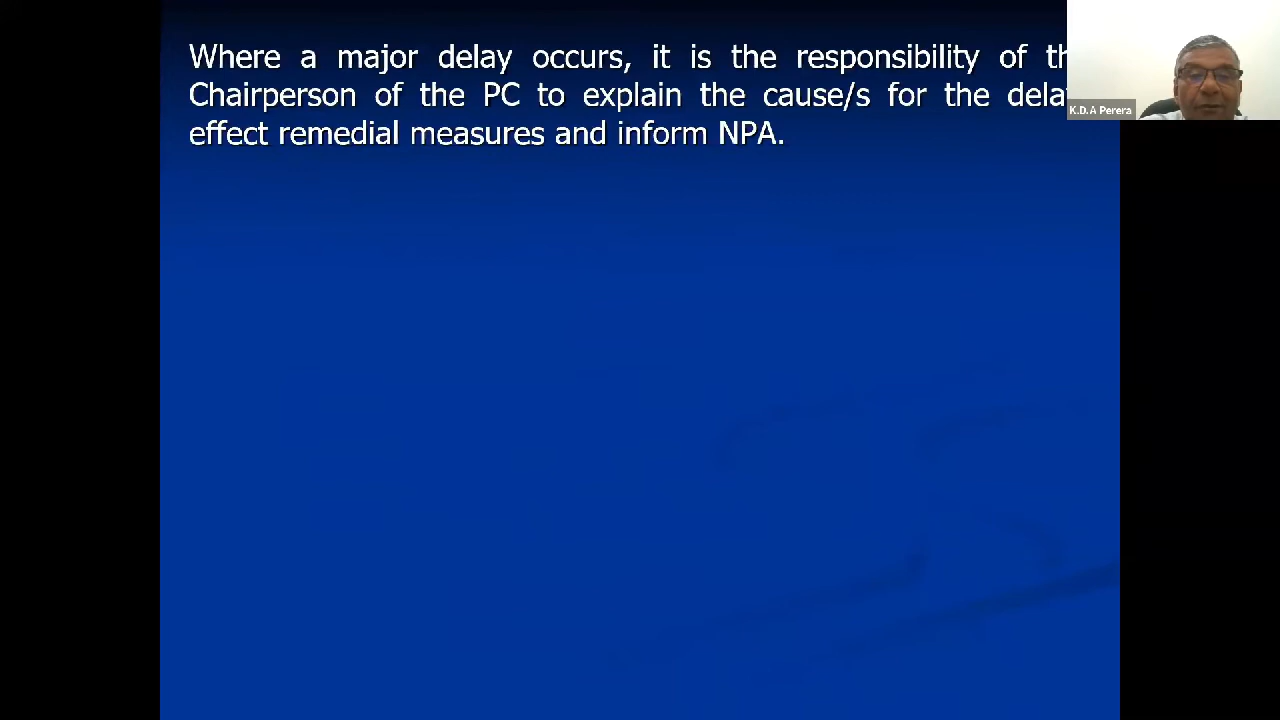 Where a major delay occurs, it is the responsibility of th
Chairperson of the PC to explain the cause/s for the delay
effect remedial measures and inform NPA.
K.D.A Perera